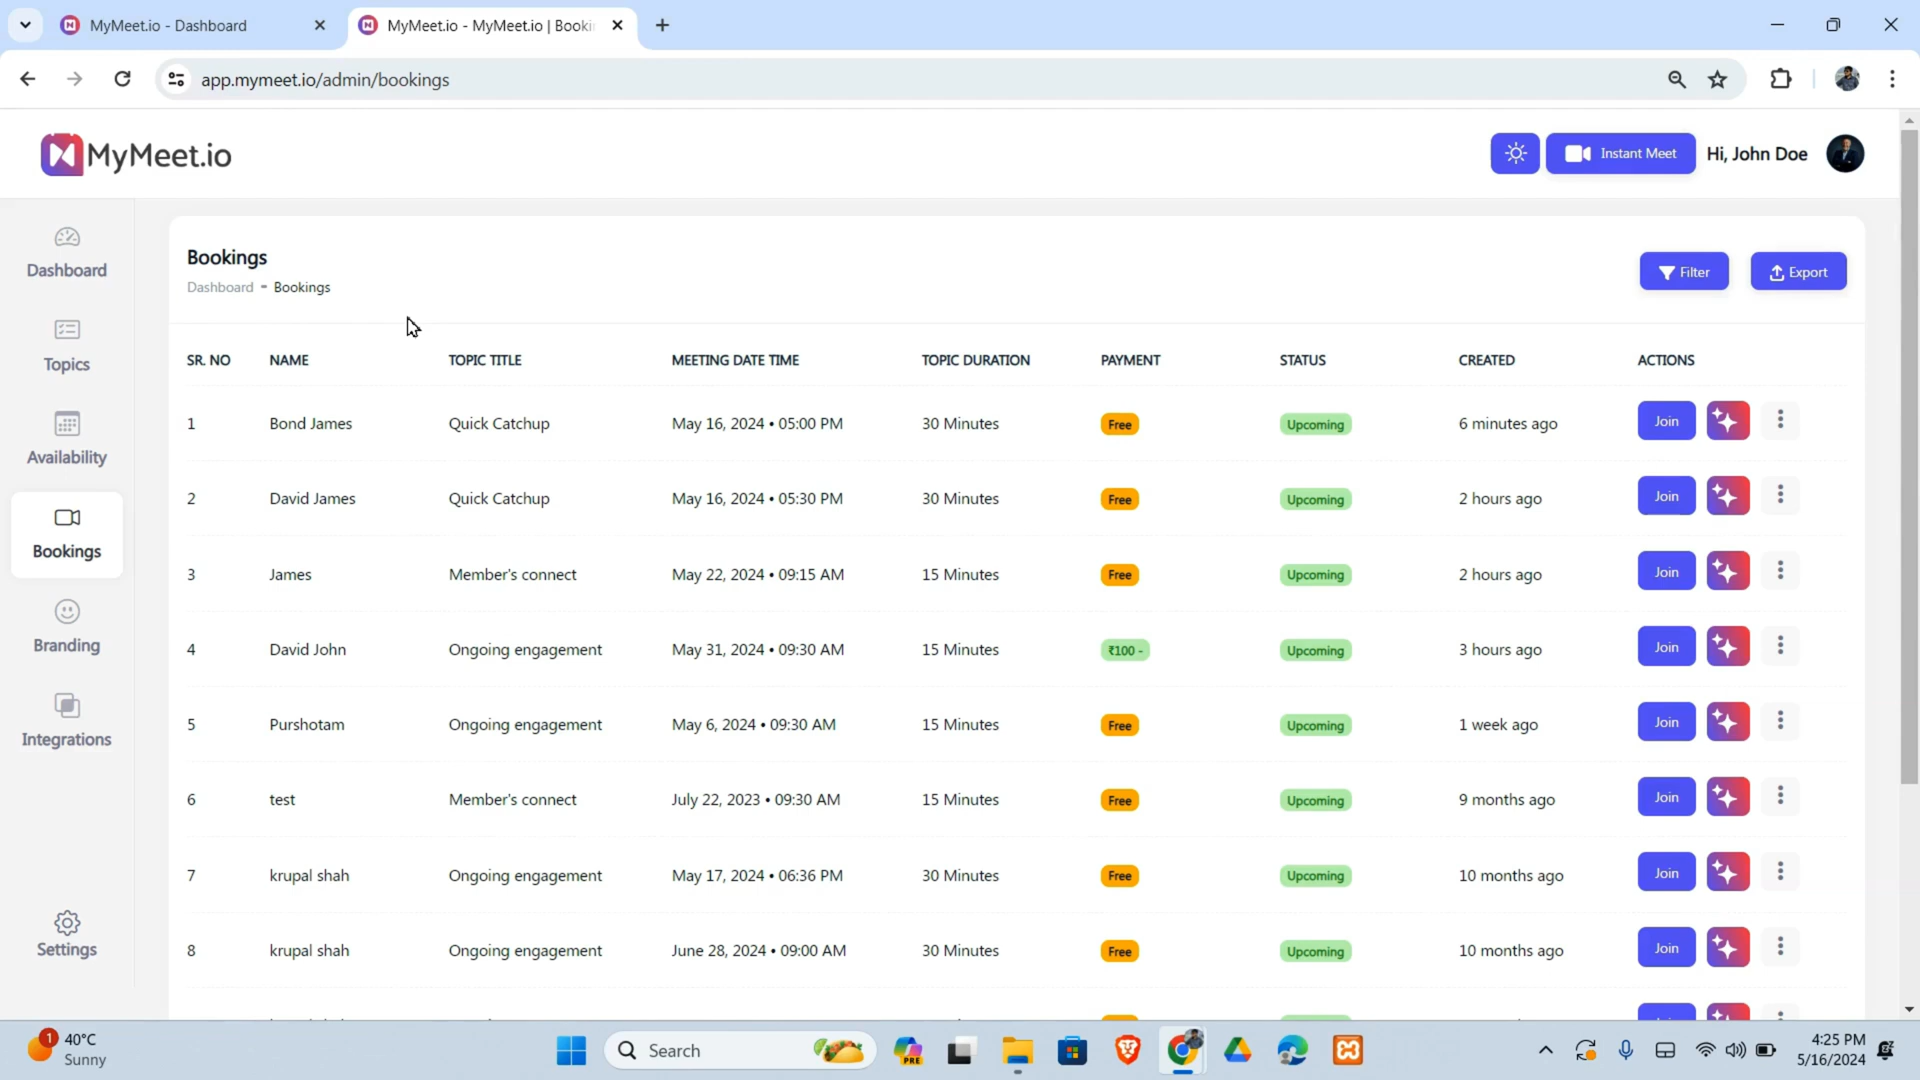 MyMeet.io - Dashboard
MyMeet.io - MyMeet.io | Booki
app.mymeet.io/admin/bookings
MyMeet.io
Instant Meet
Hi, John Doe
Dashboard
Topics
Availability
Bookings
Branding
Integrations
Settings
Bookings
Dashboard - Bookings
Filter
Export
SR. NO NAME TOPIC TITLE MEETING DATE TIME TOPIC DURATION PAYMENT STATUS CREATED ACTIONS
1 Bond James Quick Catchup May 16, 2024 • 05:00 PM 30 Minutes Free Upcoming 6 minutes ago Join
2 David James Quick Catchup May 16, 2024 • 05:30 PM 30 Minutes Free Upcoming 2 hours ago Join
3 James Member's connect May 22, 2024 • 09:15 AM 15 Minutes Free Upcoming 2 hours ago Join
4 David John Ongoing engagement May 31, 2024 • 09:30 AM 15 Minutes ₹100 - Upcoming 3 hours ago Join
5 Purshotam Ongoing engagement May 6, 2024 • 09:30 AM 15 Minutes Free Upcoming 1 week ago Join
6 test Member's connect July 22, 2023 • 09:30 AM 15 Minutes Free Upcoming 9 months ago Join
7 krupal shah Ongoing engagement May 17, 2024 • 06:36 PM 30 Minutes Free Upcoming 10 months ago Join
8 krupal shah Ongoing engagement June 28, 2024 • 09:00 AM 30 Minutes Free Upcoming 10 months ago Join
1
40°C
Sunny
Search
PRE
4:25 PM
5/16/2024